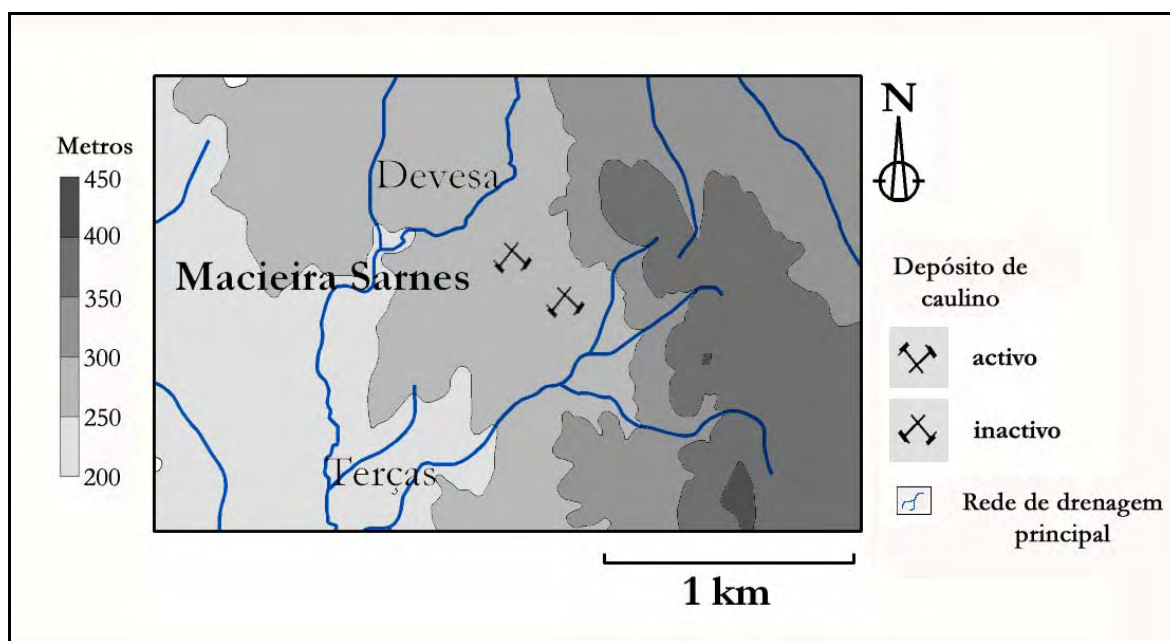 Metros
450
400
350
300
250
200
Devesa
Macieira Sarnes
Terças
N
Depósito de
caulino
activo
inactivo
Rede de drenagem
principal
1 km